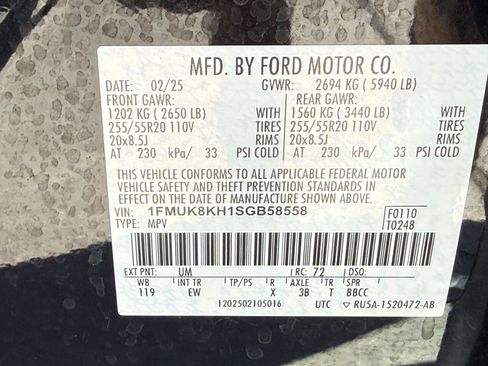 MFD. BY FORD MOTOR CO.
DATE: 02/25 GVWR: 2694 KG ( 5940 LB)
FRONT GAWR: REAR GAWR:
1202 KG ( 2650 LB) WITH 1560 KG ( 3440 LB) WITH
255/55R20 110V TIRES 255/55R20 110V TIRES
20x8.5J RIMS 20x8.5J RIMS
AT 230 kPa/ 33 PSI COLD AT 230 kPa/ 33 PSI COLD
THIS VEHICLE CONFORMS TO ALL APPLICABLE FEDERAL MOTOR
VEHICLE SAFETY AND THEFT PREVENTION STANDARDS IN
EFFECT ON THE DATE OF MANUFACTURE SHOWN ABOVE.
VIN: 1FMUK8KH1SGB58558 F0110
TYPE: MPV T0248
EXT PNT: UM RC: 72 DSO:
WB INT TR TP/PS R AXLE TR SPR
119 EW X 3B T BBCC
1202502105016 UTC RU5A-1520472-AB